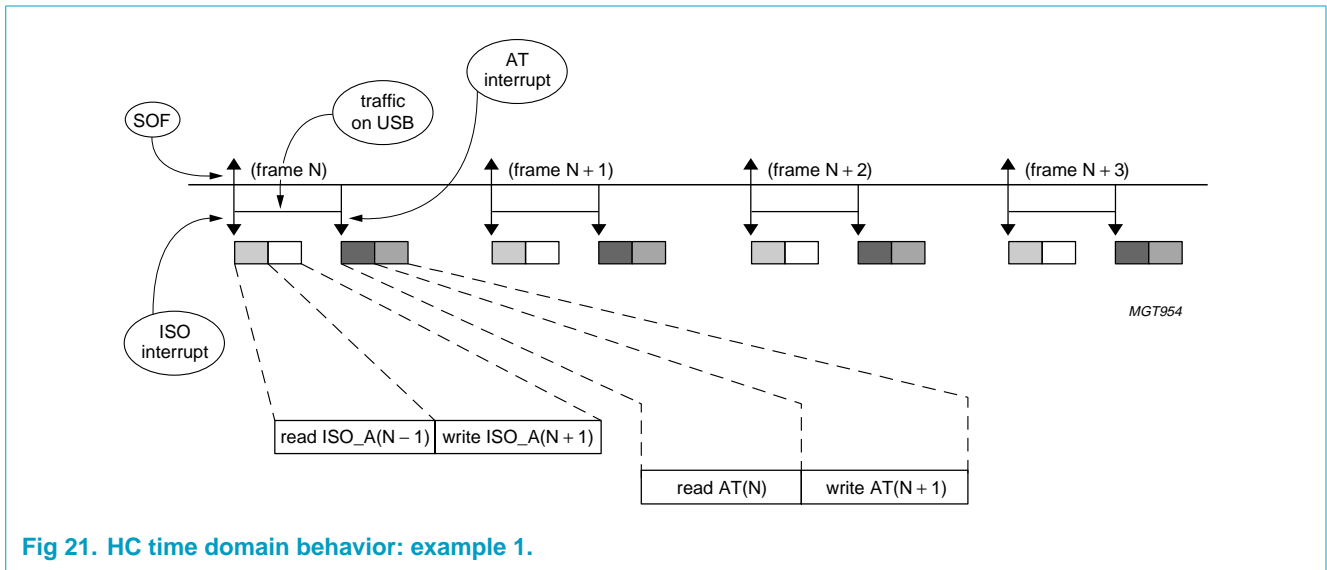 AT
interrupt
traffic
on USB
SOF
(frame N)
(frame N + 1)
(frame N + 2)
(frame N + 3)
MGT954
ISO
interrupt
read ISO_A(N − 1)
write ISO_A(N + 1)
read AT(N)
write AT(N + 1)
Fig 21. HC time domain behavior: example 1.